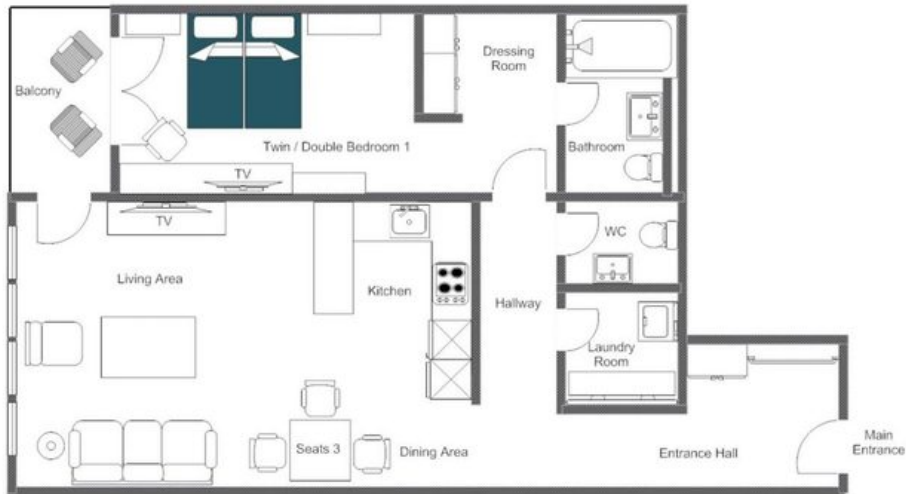 Dressing
Room
Balcony
Twin / Double Bedroom 1
Bathroom
TV
TV
WC
Living Area
Kitchen
Hallway
Laundry
Room
Seats 3
Dining Area
Entrance Hall
Main
Entrance